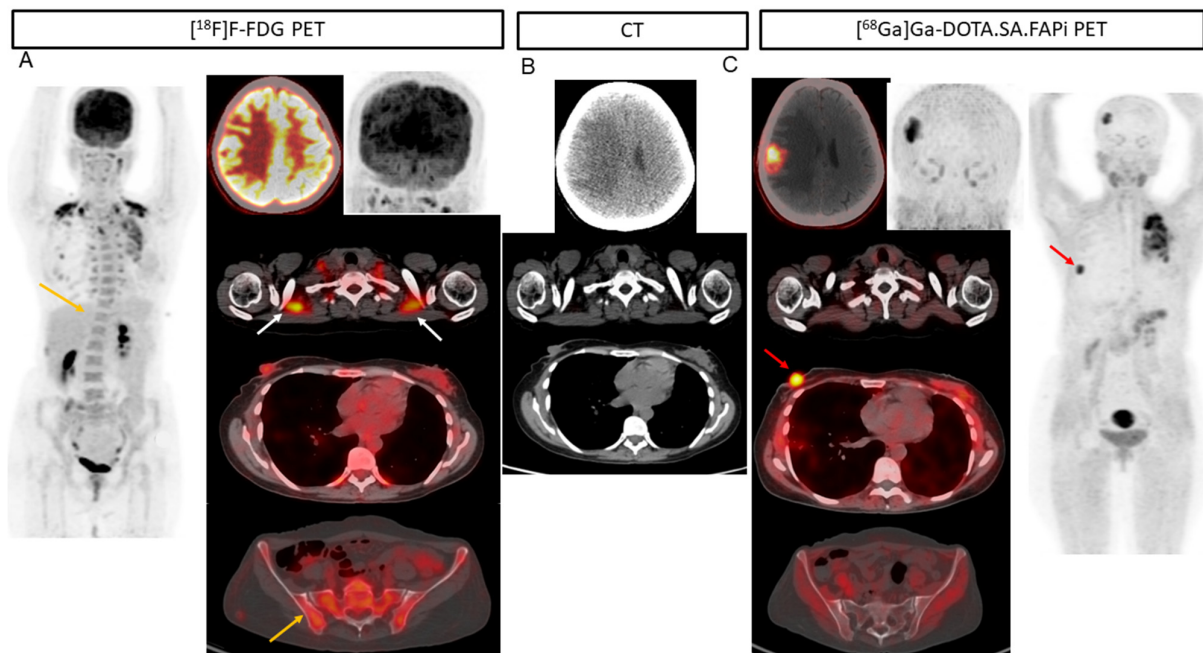 [¹⁸F]F-FDG PET
CT
[⁶⁸Ga]Ga-DOTA.SA.FAPi PET
A
B
C